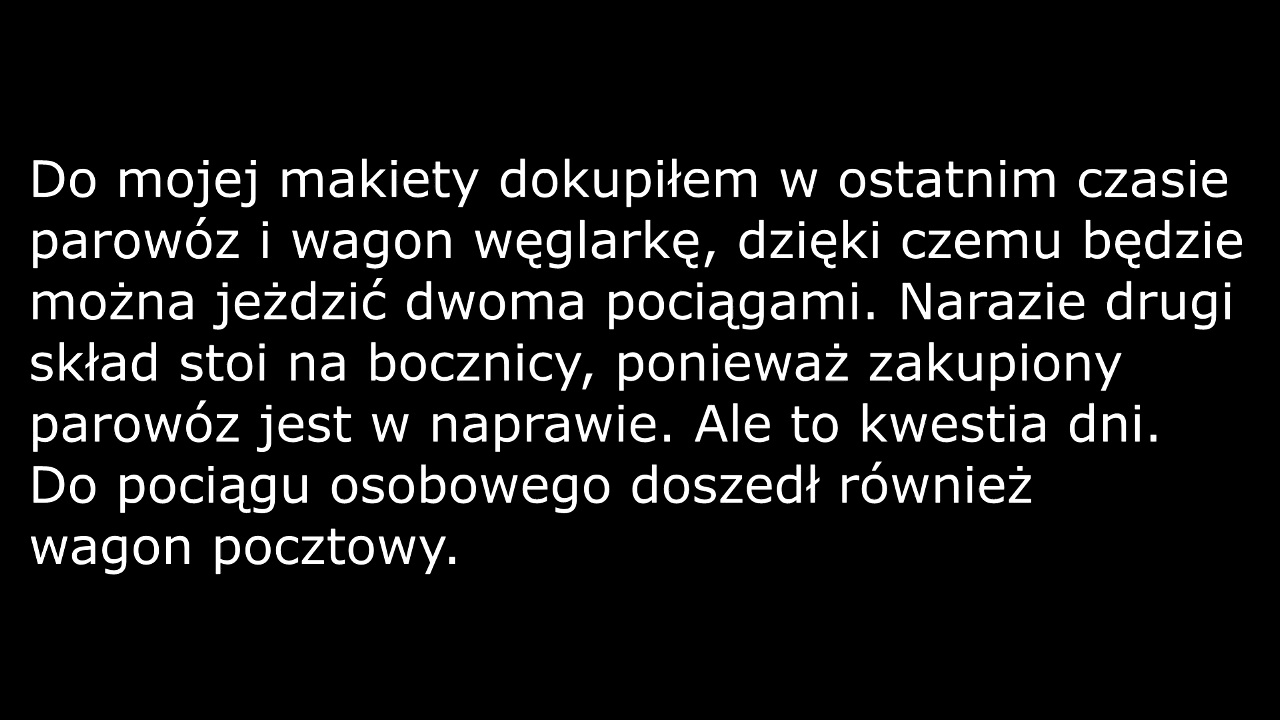 Do mojej makiety dokupiłem w ostatnim czasie
parowóz i wagon węglarkę, dzięki czemu będzie
można jeżdzić dwoma pociągami. Narazie drugi
skład stoi na bocznicy, ponieważ zakupiony
parowóz jest w naprawie. Ale to kwestia dni.
Do pociągu osobowego doszedł również
wagon pocztowy.